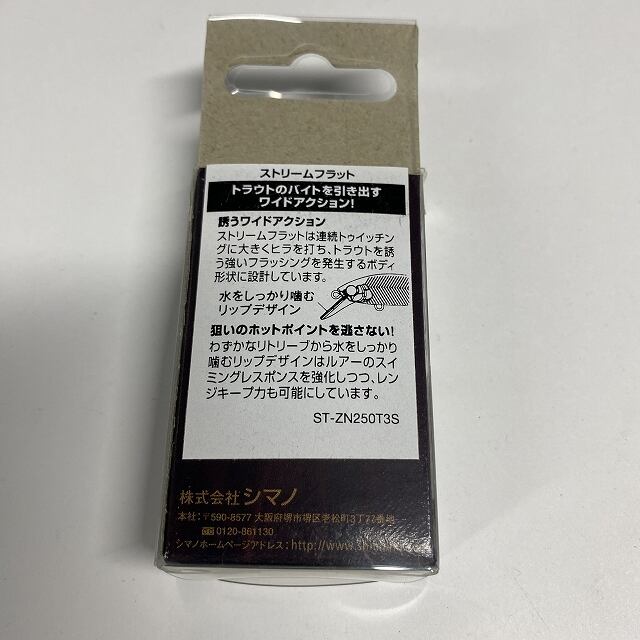 ストリームフラット
トラウトのバイトを引き出す
ワイドアクション!
誘うワイドアクション
ストリームフラットは連続トゥイッチン
グに大きくヒラを打ち、トラウトを誘
う強いフラッシングを発生するボディ
形状に設計しています。
水をしっかり噛む
リップデザイン
狙いのホットポイントを逃さない!
わずかなリトリーブから水をしっかり
噛むリップデザインはルアーのスイ
ミングレスポンスを強化しつつ、レン
ジキープ力も可能にしています。
ST-ZN250T3S
株式会社シマノ
本社:〒590-8577 大阪府堺市堺区老松町3丁77番地
0120-861130
シマノホームページアドレス:http://www.shimano